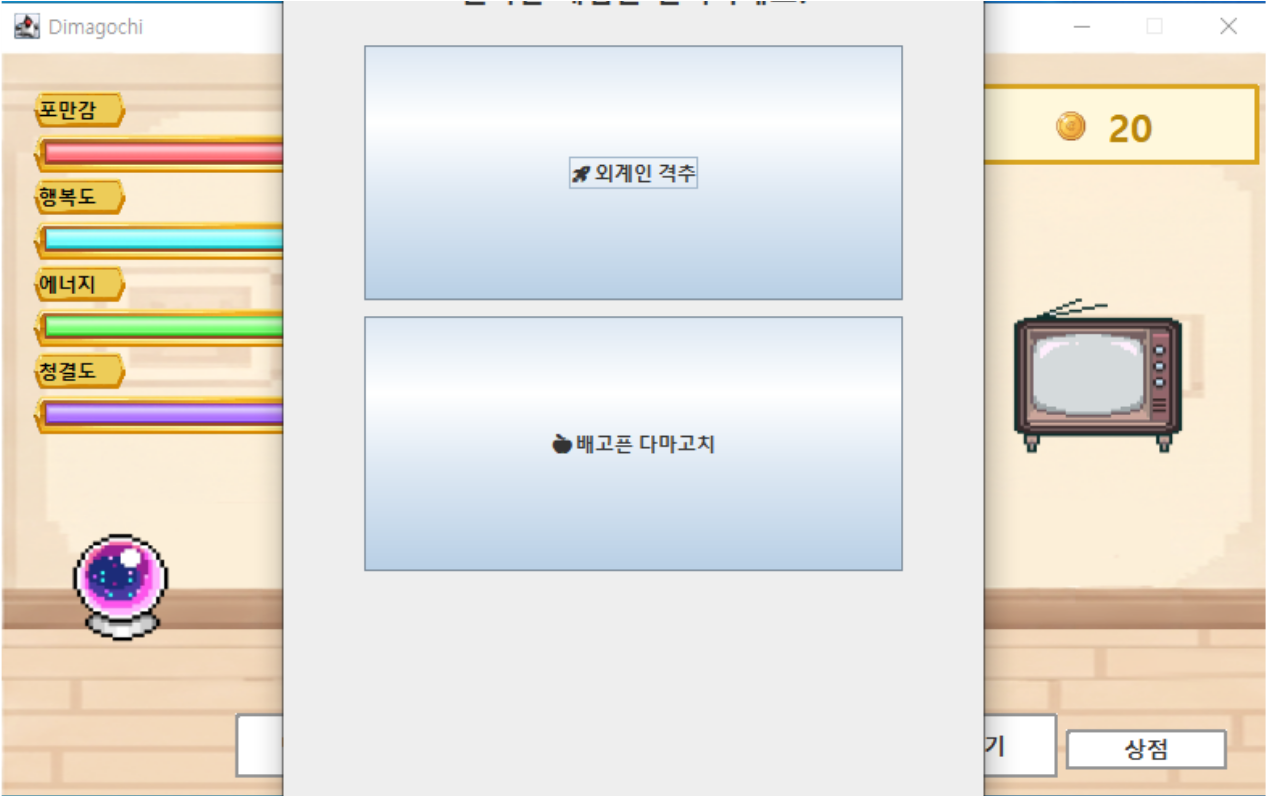 Dimagochi
포만감
행복도
에너지
청결도
🚀 외계인 격추
🍎 배고픈 다마고치
20
기
상점